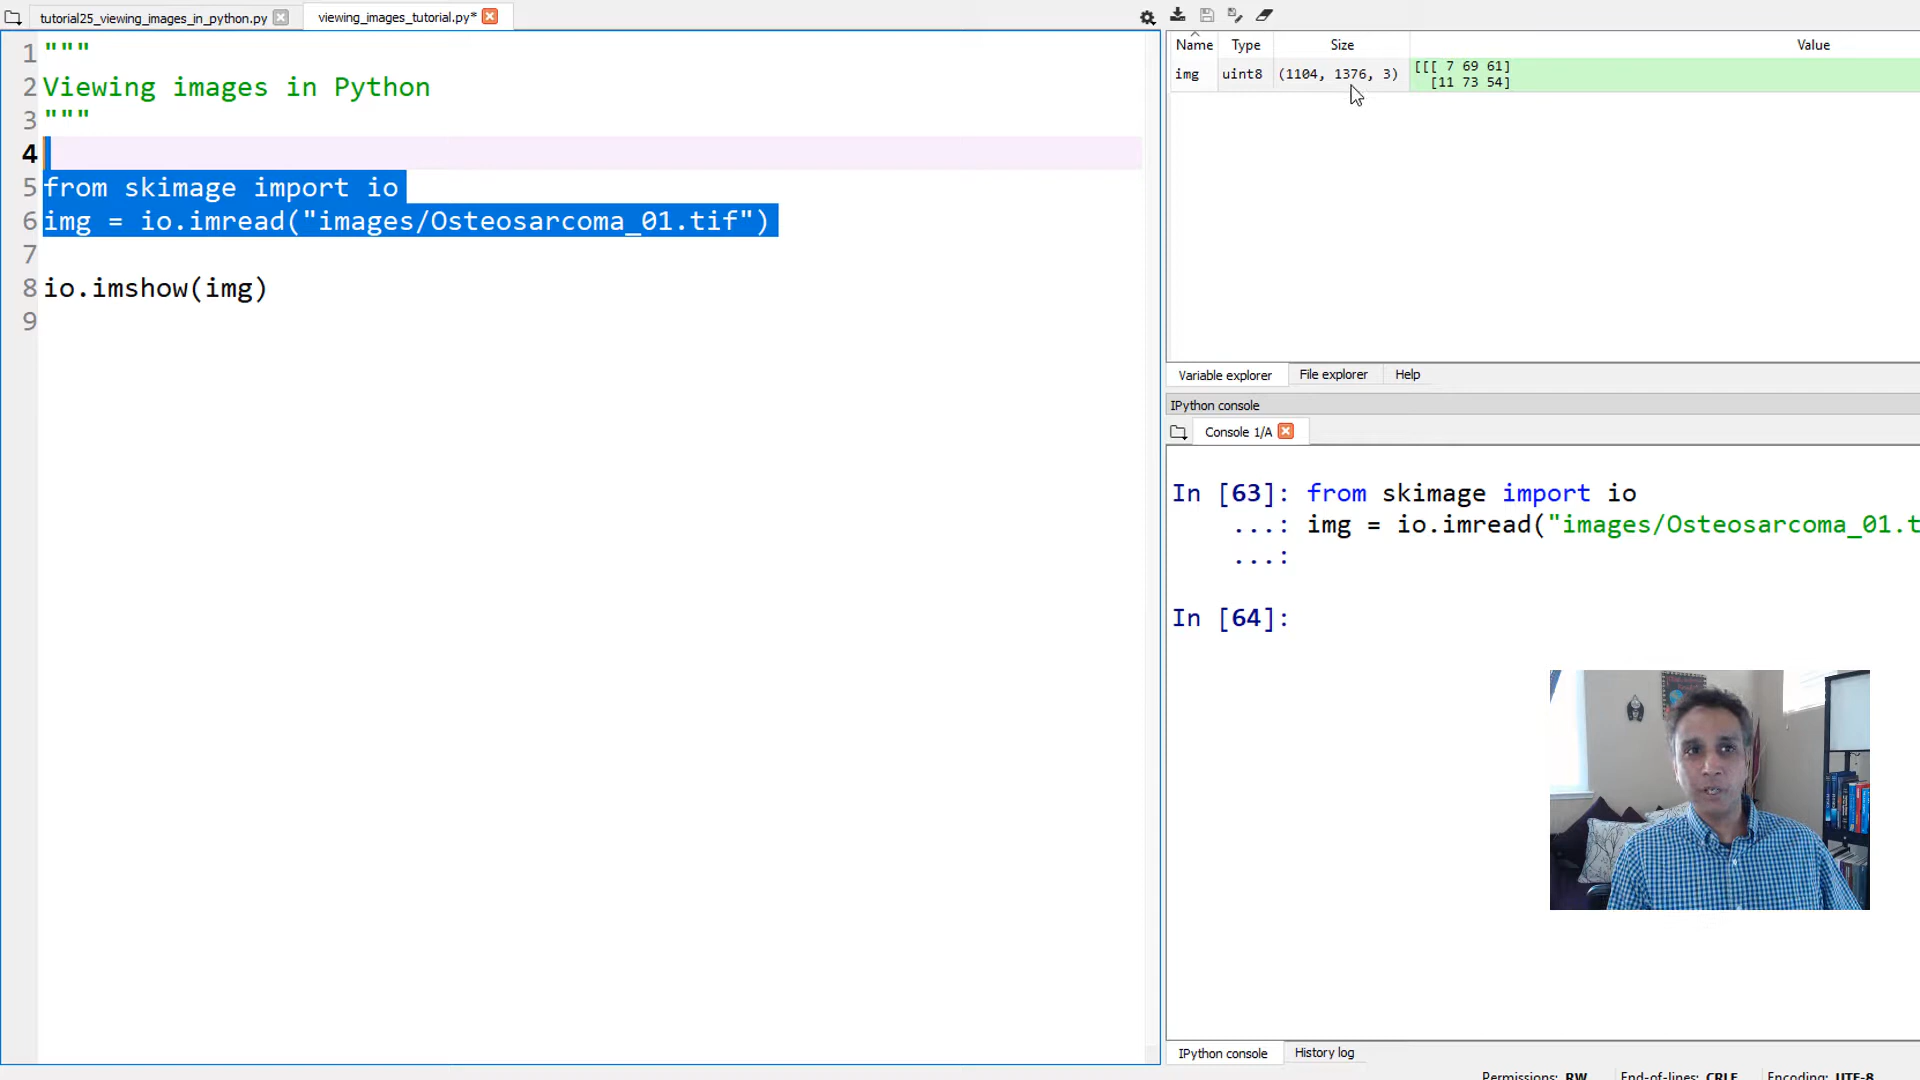 tutorial25_viewing_images_in_python.py
viewing_images_tutorial.py*
1 """
2 Viewing images in Python
3 """
4
5 from skimage import io
6 img = io.imread("images/Osteosarcoma_01.tif")
7
8 io.imshow(img)
9
Name Type Size Value
img uint8 (1104, 1376, 3) [[[ 7 69 61]
[11 73 54]
Variable explorer File explorer Help
IPython console
Console 1/A
In [63]: from skimage import io
...: img = io.imread("images/Osteosarcoma_01.t
...:
In [64]:
IPython console History log
Permissions: RW End-of-lines: CRLF Encoding: UTF-8